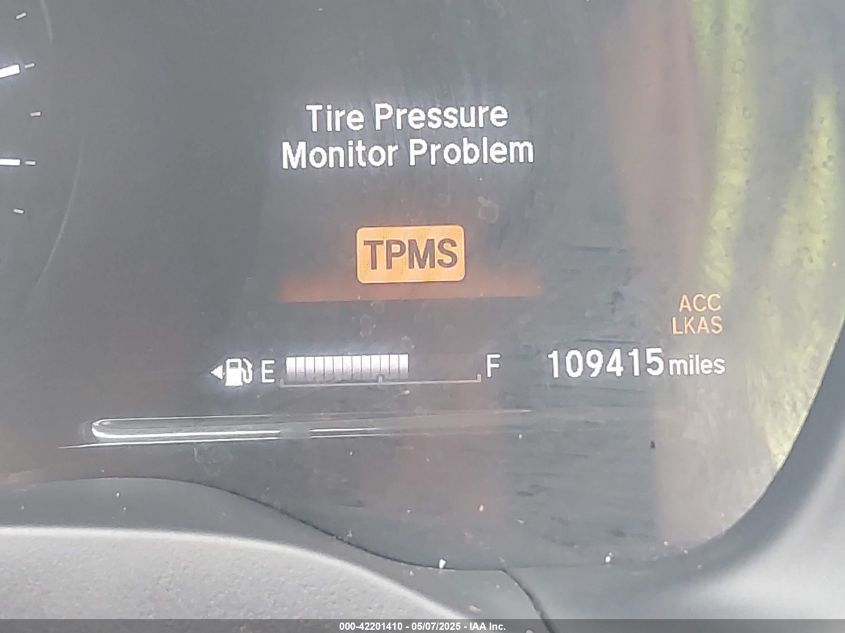 Tire Pressure
Monitor Problem
TPMS
ACC
LKAS
E F 109415 miles
000-42201410 - 05/07/2025 - IAA Inc.